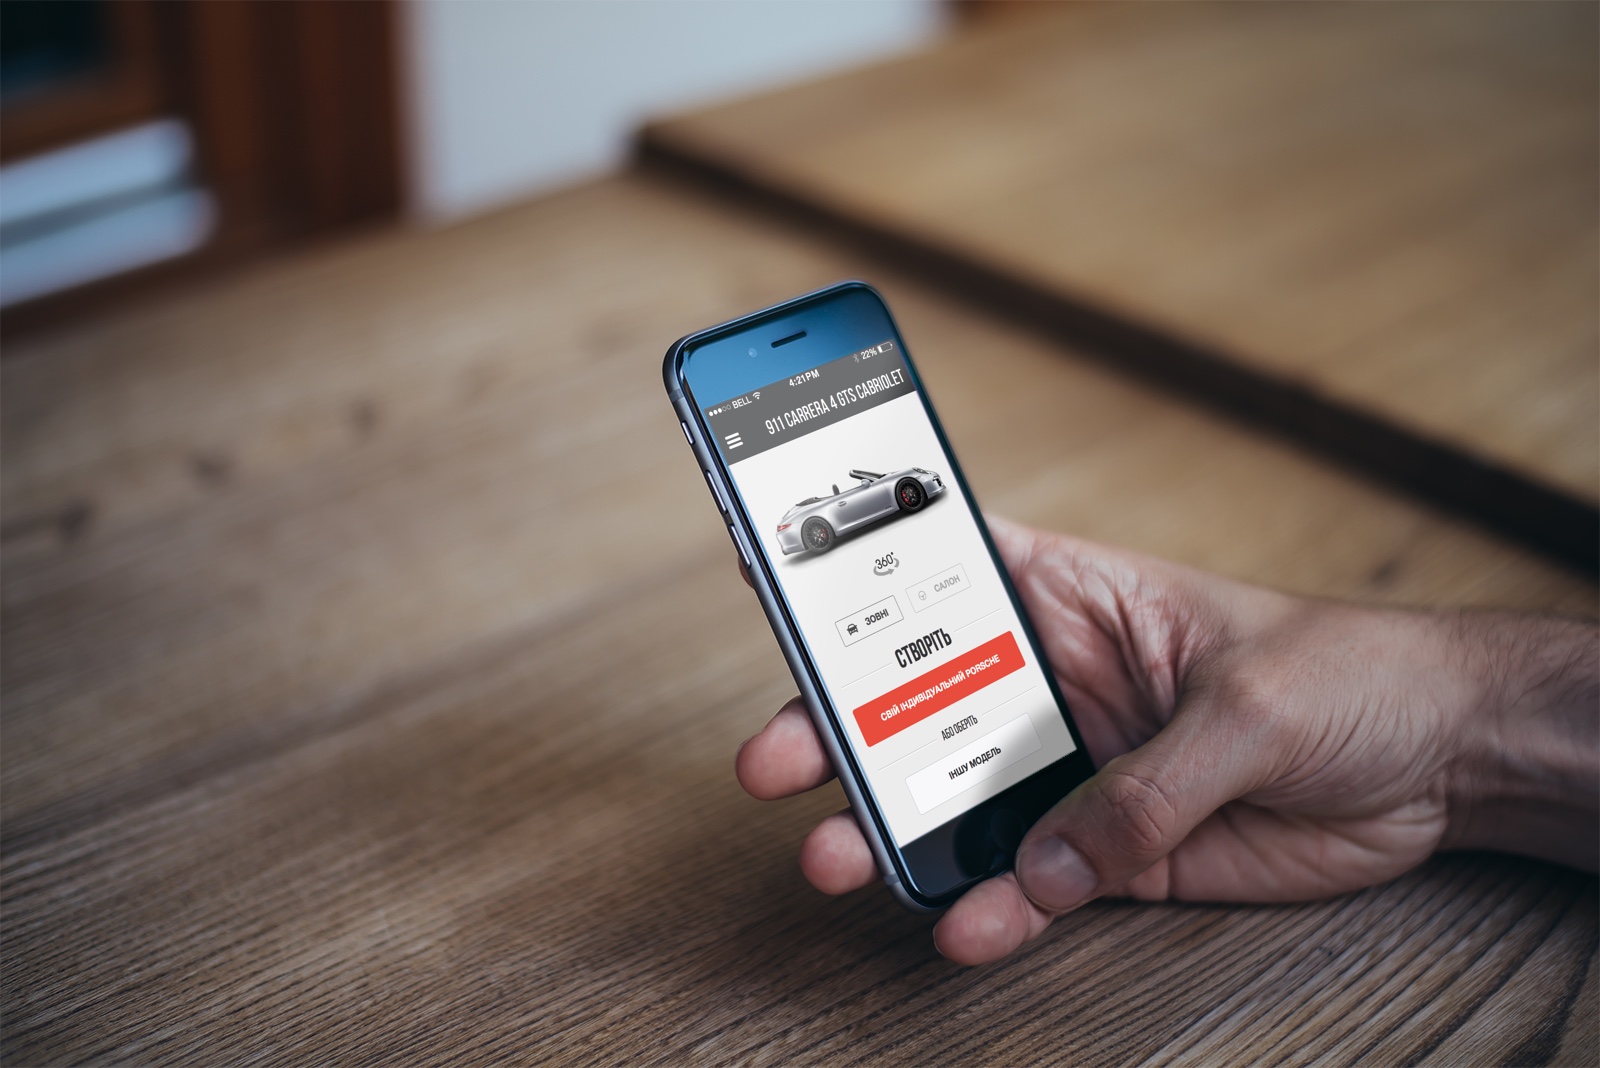 BELL 4:21 PM 22%
911 CARRERA 4 GTS CABRIOLET
360°
ЗОВНІ САЛОН
СТВОРІТЬ
СВІЙ ІНДИВІДУАЛЬНИЙ PORSCHE
АБО ОБЕРІТЬ
ІНШУ МОДЕЛЬ